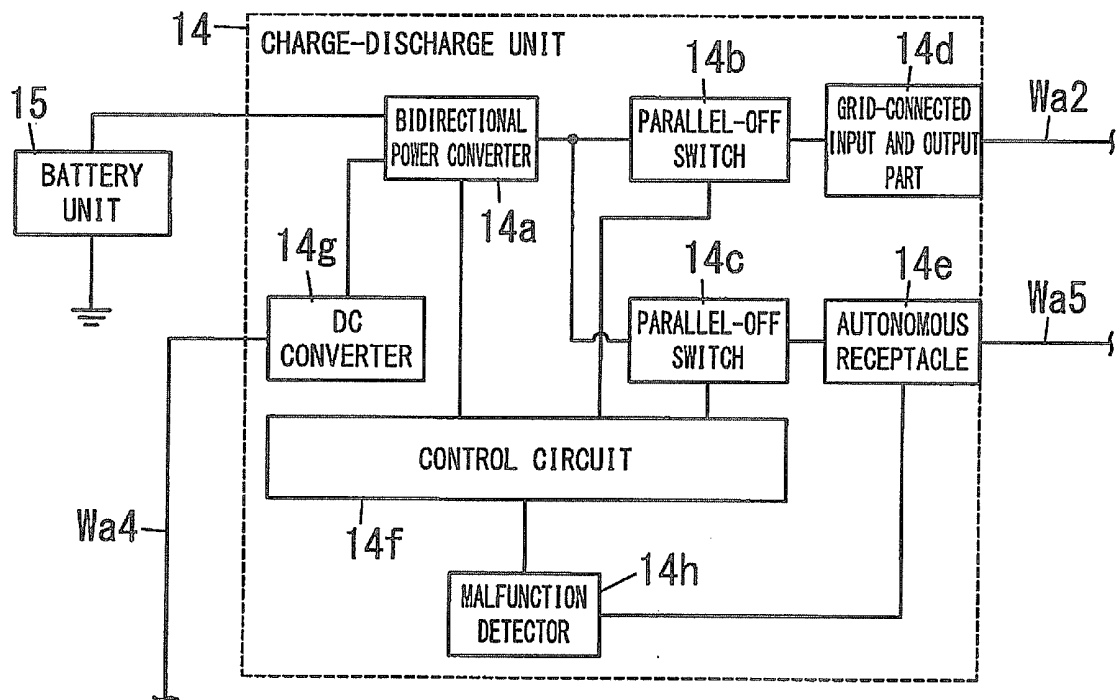 14
CHARGE-DISCHARGE UNIT
14b
14d
Wa2
15
BIDIRECTIONAL
POWER CONVERTER
PARALLEL-OFF
SWITCH
GRID-CONNECTED
INPUT AND OUTPUT
PART
BATTERY
UNIT
14a
14g
14c
14e
Wa5
DC
CONVERTER
PARALLEL-OFF
SWITCH
AUTONOMOUS
RECEPTACLE
CONTROL CIRCUIT
Wa4
14f
14h
MALFUNCTION
DETECTOR